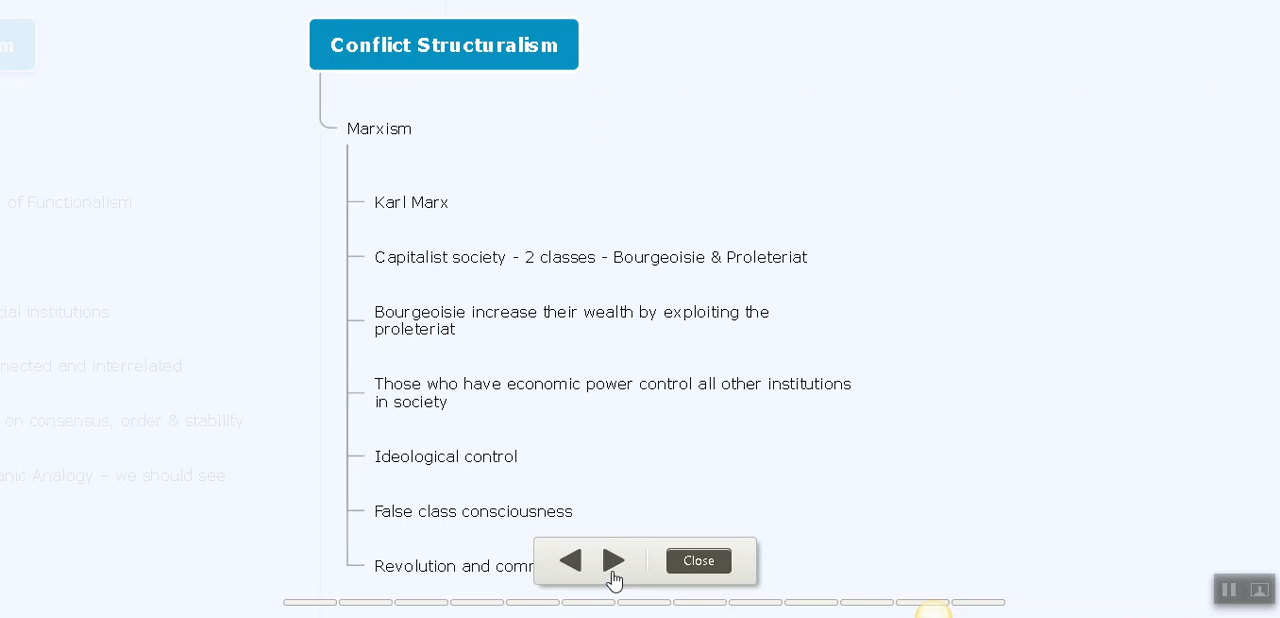 m
Conflict Structuralism
Marxism
of Functionalism
Karl Marx
Capitalist society - 2 classes - Bourgeoisie & Proleteriat
Bourgeoisie increase their wealth by exploiting the
proleteriat
cial institutions
nnected and interrelated
Those who have economic power control all other institutions
in society
on consensus, order & stability
Ideological control
anic Analogy – we should see
False class consciousness
Revolution and comm
Close